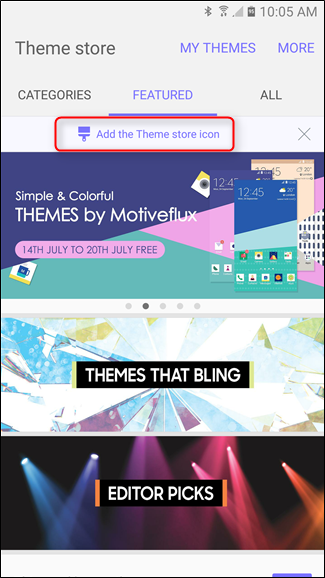 10:05 AM
Theme store MY THEMES MORE
CATEGORIES FEATURED ALL
Add the Theme store icon
Simple & Colorful
THEMES by Motiveflux
14TH JULY TO 20TH JULY FREE
12:45
12:45
THEMES THAT BLING
EDITOR PICKS